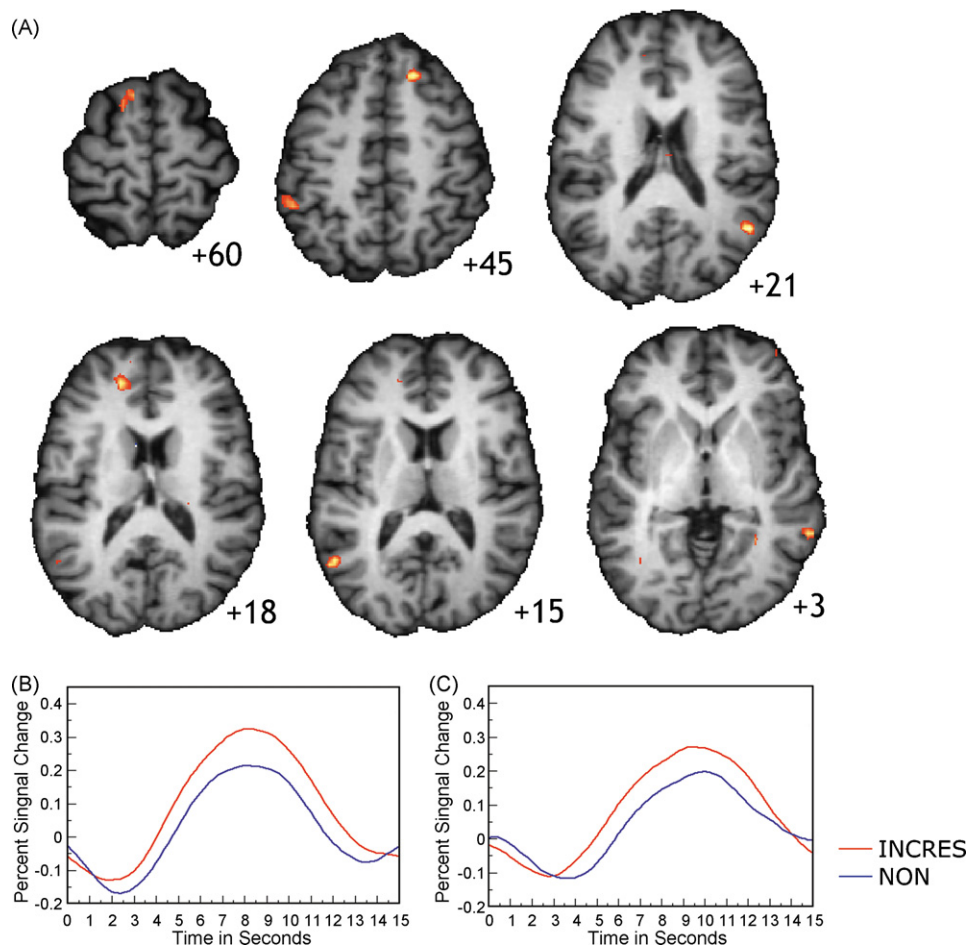 (A)
+60
+45
+21
+18
+15
+3
(B)
Percent Singnal Change
0.4
0.3
0.2
0.1
0
-0.1
-0.2
0 1 2 3 4 5 6 7 8 9 10 11 12 13 14 15
Time in Seconds
(C)
Percent Singnal Change
0.4
0.3
0.2
0.1
0
-0.1
-0.2
0 1 2 3 4 5 6 7 8 9 10 11 12 13 14 15
Time in Seconds
INCRES
NON